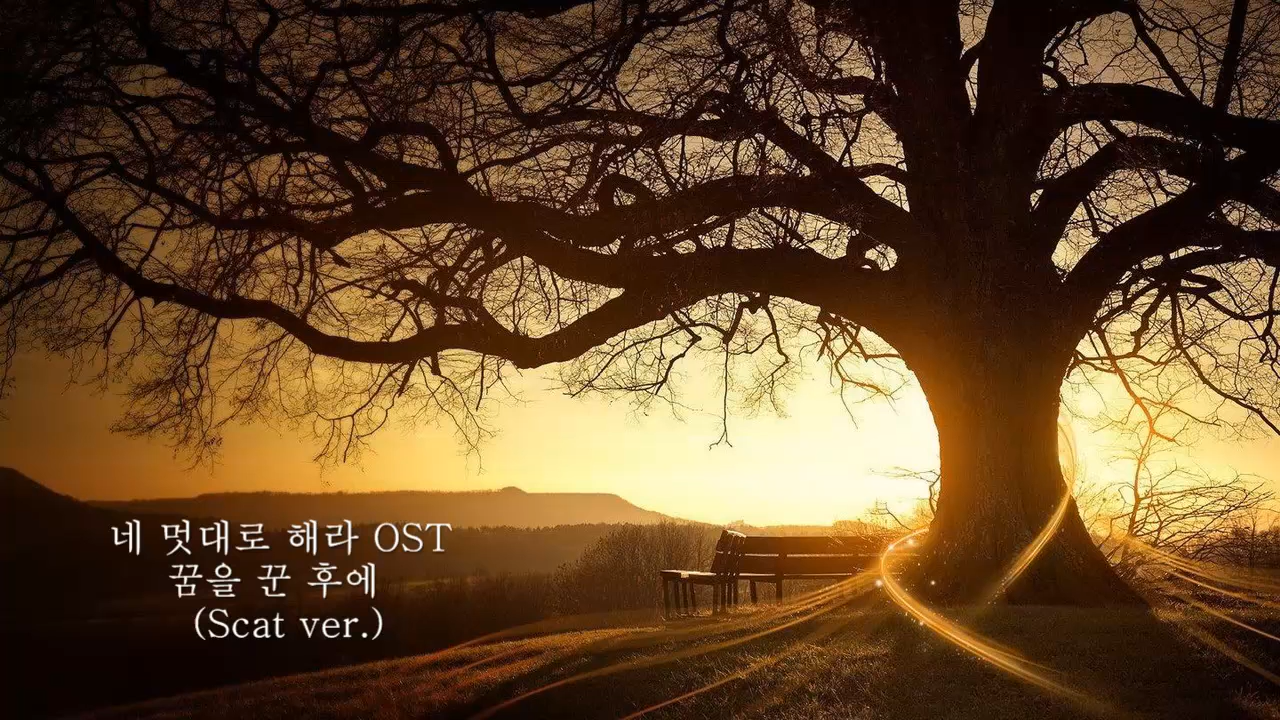 네 멋대로 해라 OST
꿈을 꾼 후에
(Scat ver.)